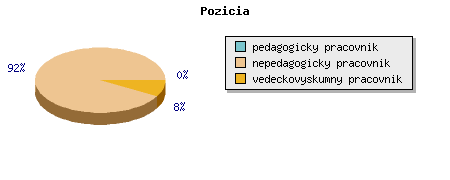 Pozicia
92%
0%
8%
pedagogicky pracovnik
nepedagogicky pracovnik
vedeckovyskumny pracovnik